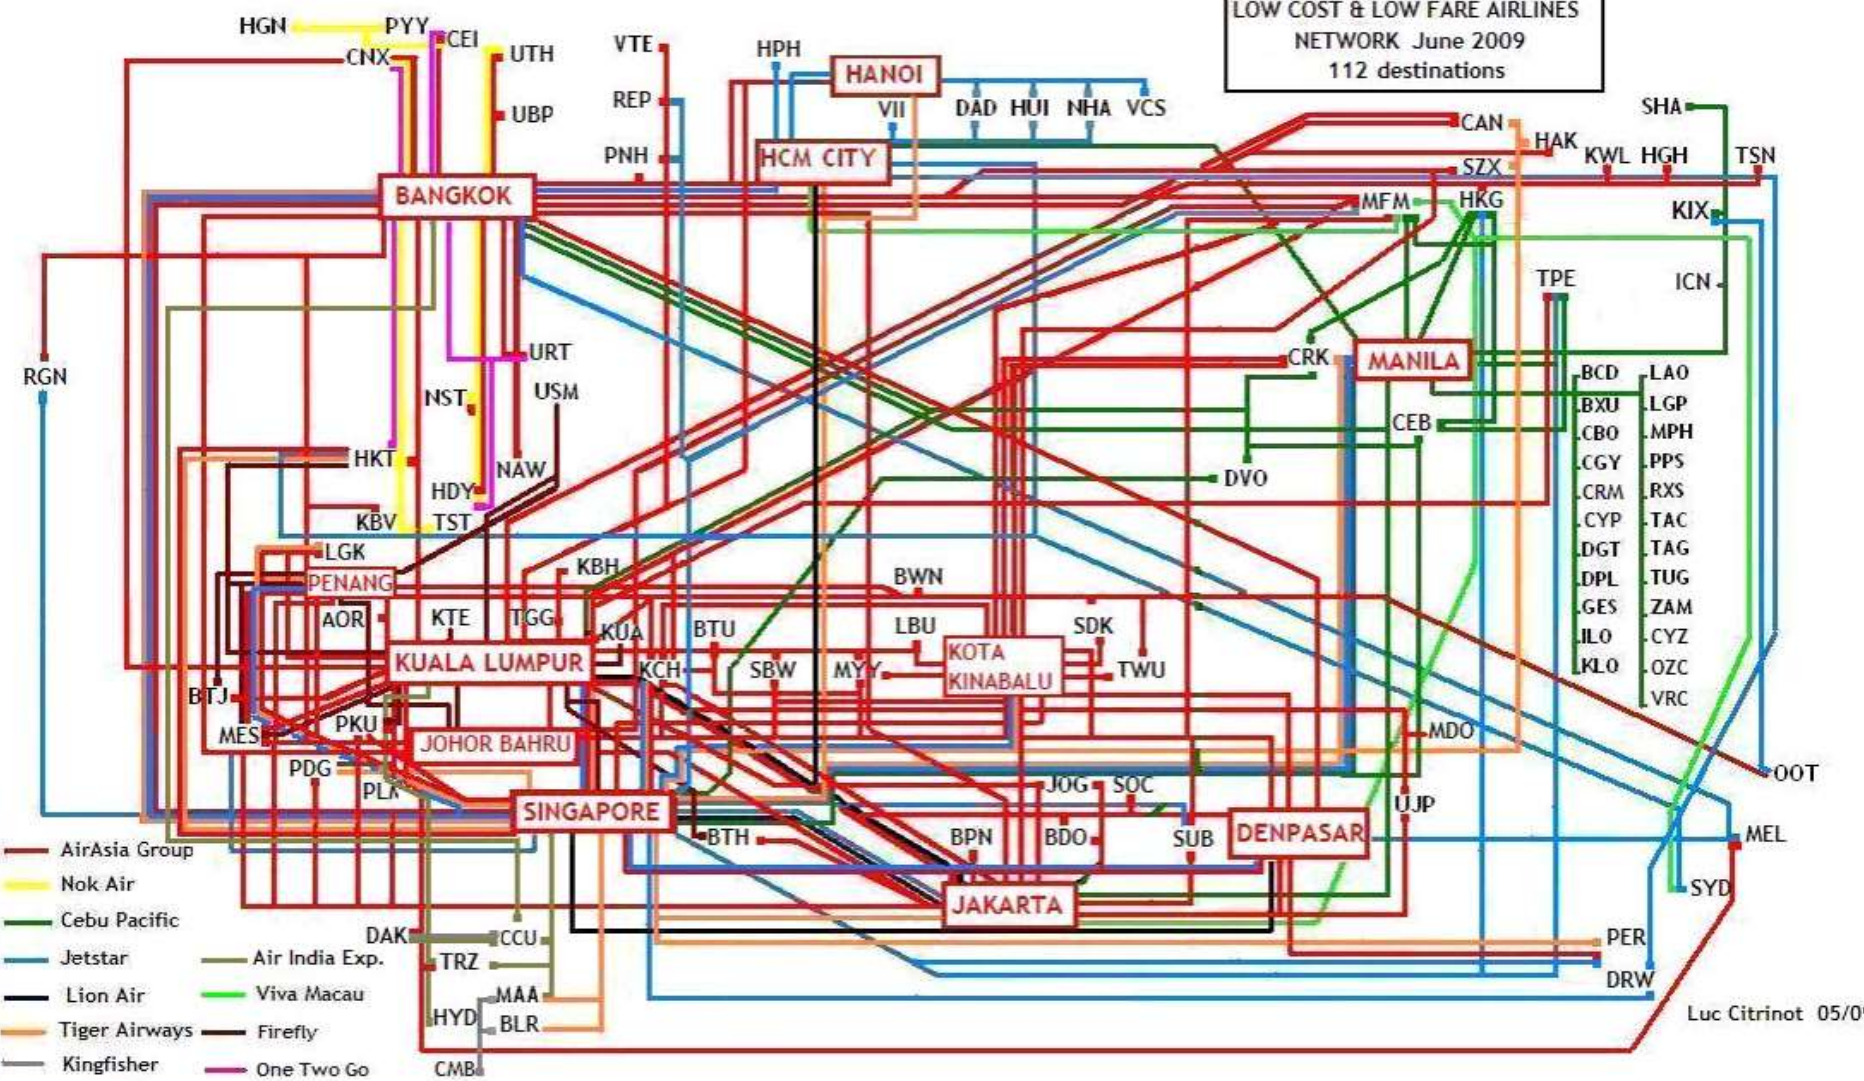 LOW COST & LOW FARE AIRLINES
NETWORK June 2009
112 destinations
HGN
PYY
CEI
CNX
UTH
UBP
VTE
REP
PNH
HPH
HANOI
VII
DAD
HUI
NHA
VCS
HCM CITY
BANGKOK
CAN
HAK
SZX
KWL
HGH
TSN
SHA
MFM
HKG
KIX
TPE
ICN
RGN
URT
NST
USM
CRK
MANILA
CEB
HKT
NAW
HDY
DVO
KBV
TST
BCD
LAO
BXU
LGP
CBO
MPH
CGY
PPS
CRM
RXS
CYP
TAC
DGT
TAG
DPL
TUG
GES
ZAM
ILO
CYZ
KLO
OZC
VRC
LGK
PENANG
KBH
BWN
AOR
KTE
TGG
KUA
BTU
LBU
SDK
KUALA LUMPUR
KCH
SBW
MYY
KOTA
KINABALU
TWU
BTJ
MES
PKU
JOHOR BAHRU
MDO
PDG
OOT
SINGAPORE
JOG
SOC
UJP
BTH
BPN
BDO
SUB
DENPASAR
MEL
SYD
JAKARTA
DAK
CCU
TRZ
MAA
HYD
BLR
CMB
PER
DRW
AirAsia Group
Nok Air
Cebu Pacific
Jetstar
Lion Air
Tiger Airways
Kingfisher
Air India Exp.
Viva Macau
Firefly
One Two Go
Luc Citrinot 05/0